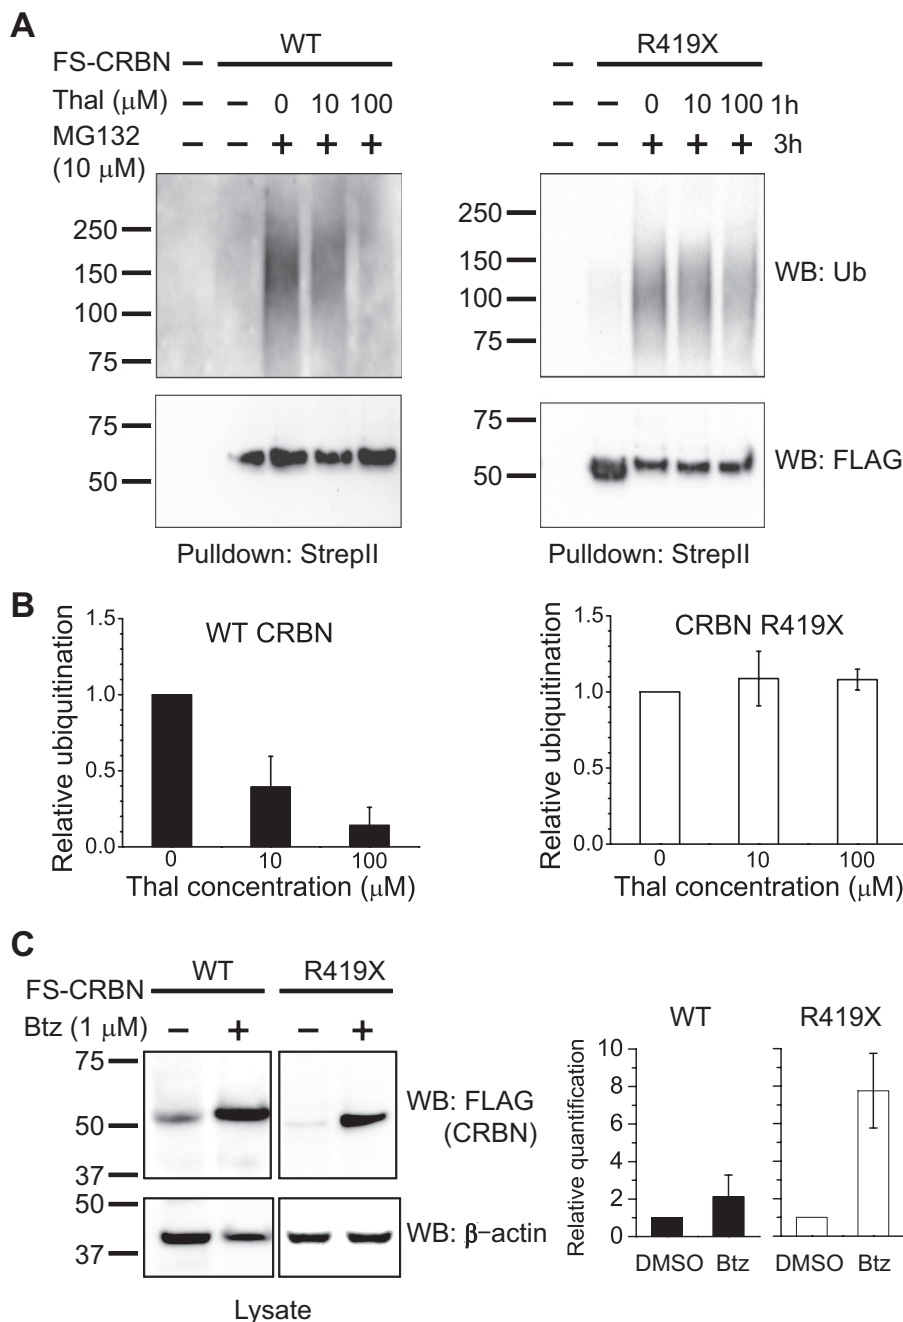 A
WT
FS-CRBN – 
Thal (μM) – – 0 10 100
MG132 – – + + +
(10 μM)
250
150
100
75
75
50
Pulldown: StrepII
R419X
–
– – 0 10 100 1h
– – + + + 3h
250
150
100
75
WB: Ub
75
50
WB: FLAG
Pulldown: StrepII
B
WT CRBN
Relative ubiquitination
1.5
1.0
0.5
0.0
0 10 100
Thal concentration (μM)
CRBN R419X
Relative ubiquitination
1.5
1.0
0.5
0.0
0 10 100
Thal concentration (μM)
C
WT R419X
FS-CRBN
Btz (1 μM) – + – +
75
50
37
WB: FLAG
(CRBN)
50
37
WB: β–actin
Lysate
WT R419X
Relative quantification
10
8
6
4
2
0
DMSO Btz DMSO Btz